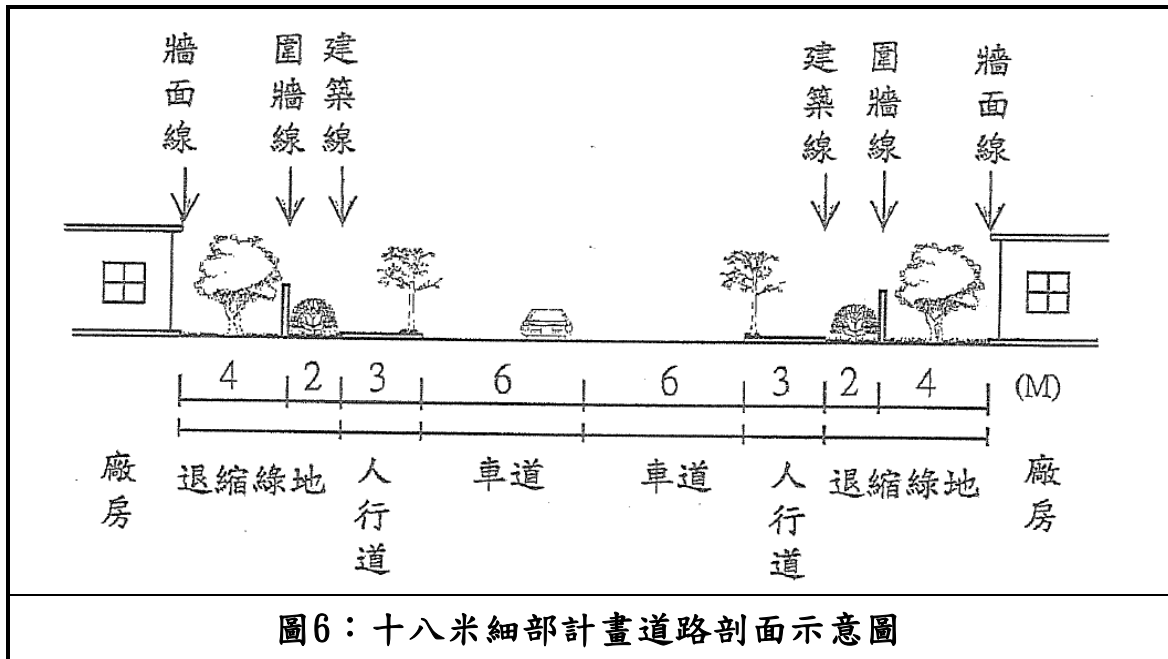 牆面線
圍牆線
建築線
建築線
圍牆線
牆面線
4 2 3 6 6 3 2 4 (M)
廠房
退縮綠地
人行道
車道
車道
人行道
退縮綠地
廠房
圖6：十八米細部計畫道路剖面示意圖